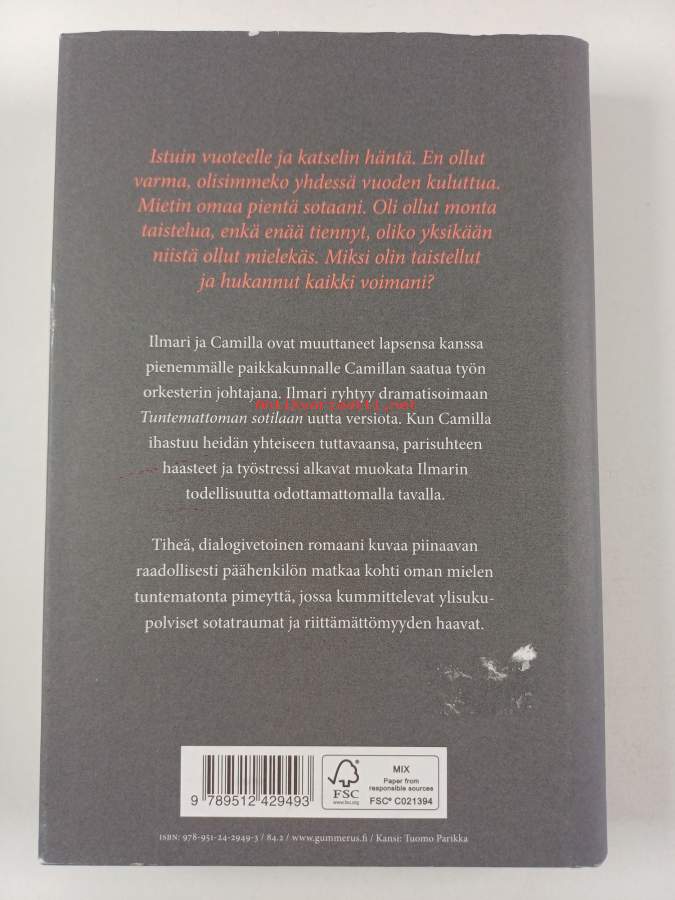 Istuin vuoteelle ja katselin häntä. En ollut
varma, olisimmeko yhdessä vuoden kuluttua.
Mietin omaa pientä sotaani. Oli ollut monta
taistelua, enkä enää tiennyt, oliko yksikään
niistä ollut mielekäs. Miksi olin taistellut
ja hukannut kaikki voimani?
Ilmari ja Camilla ovat muuttaneet lapsensa kanssa
pienemmälle paikkakunnalle Camillan saatua työn
orkesterin johtajana. Ilmari ryhtyy dramatisoimaan
antikvariaatti.net
Tuntemattoman sotilaan uutta versiota. Kun Camilla
ihastuu heidän yhteiseen tuttavaansa, parisuhteen
haasteet ja työstressi alkavat muokata Ilmarin
todellisuutta odottamattomalla tavalla.
Tiheä, dialogivetoinen romaani kuvaa piinaavan
raadollisesti päähenkilön matkaa kohti oman mielen
tuntematonta pimeyttä, jossa kummittelevat ylisuku-
polviset sotatraumat ja riittämättömyyden haavat.
9 789512 429493
FSC
www.fsc.org
MIX
Paper from
responsible sources
FSC® C021394
ISBN: 978-951-24-2949-3 / 84.2 / www.gummerus.fi / Kansi: Tuomo Parikka